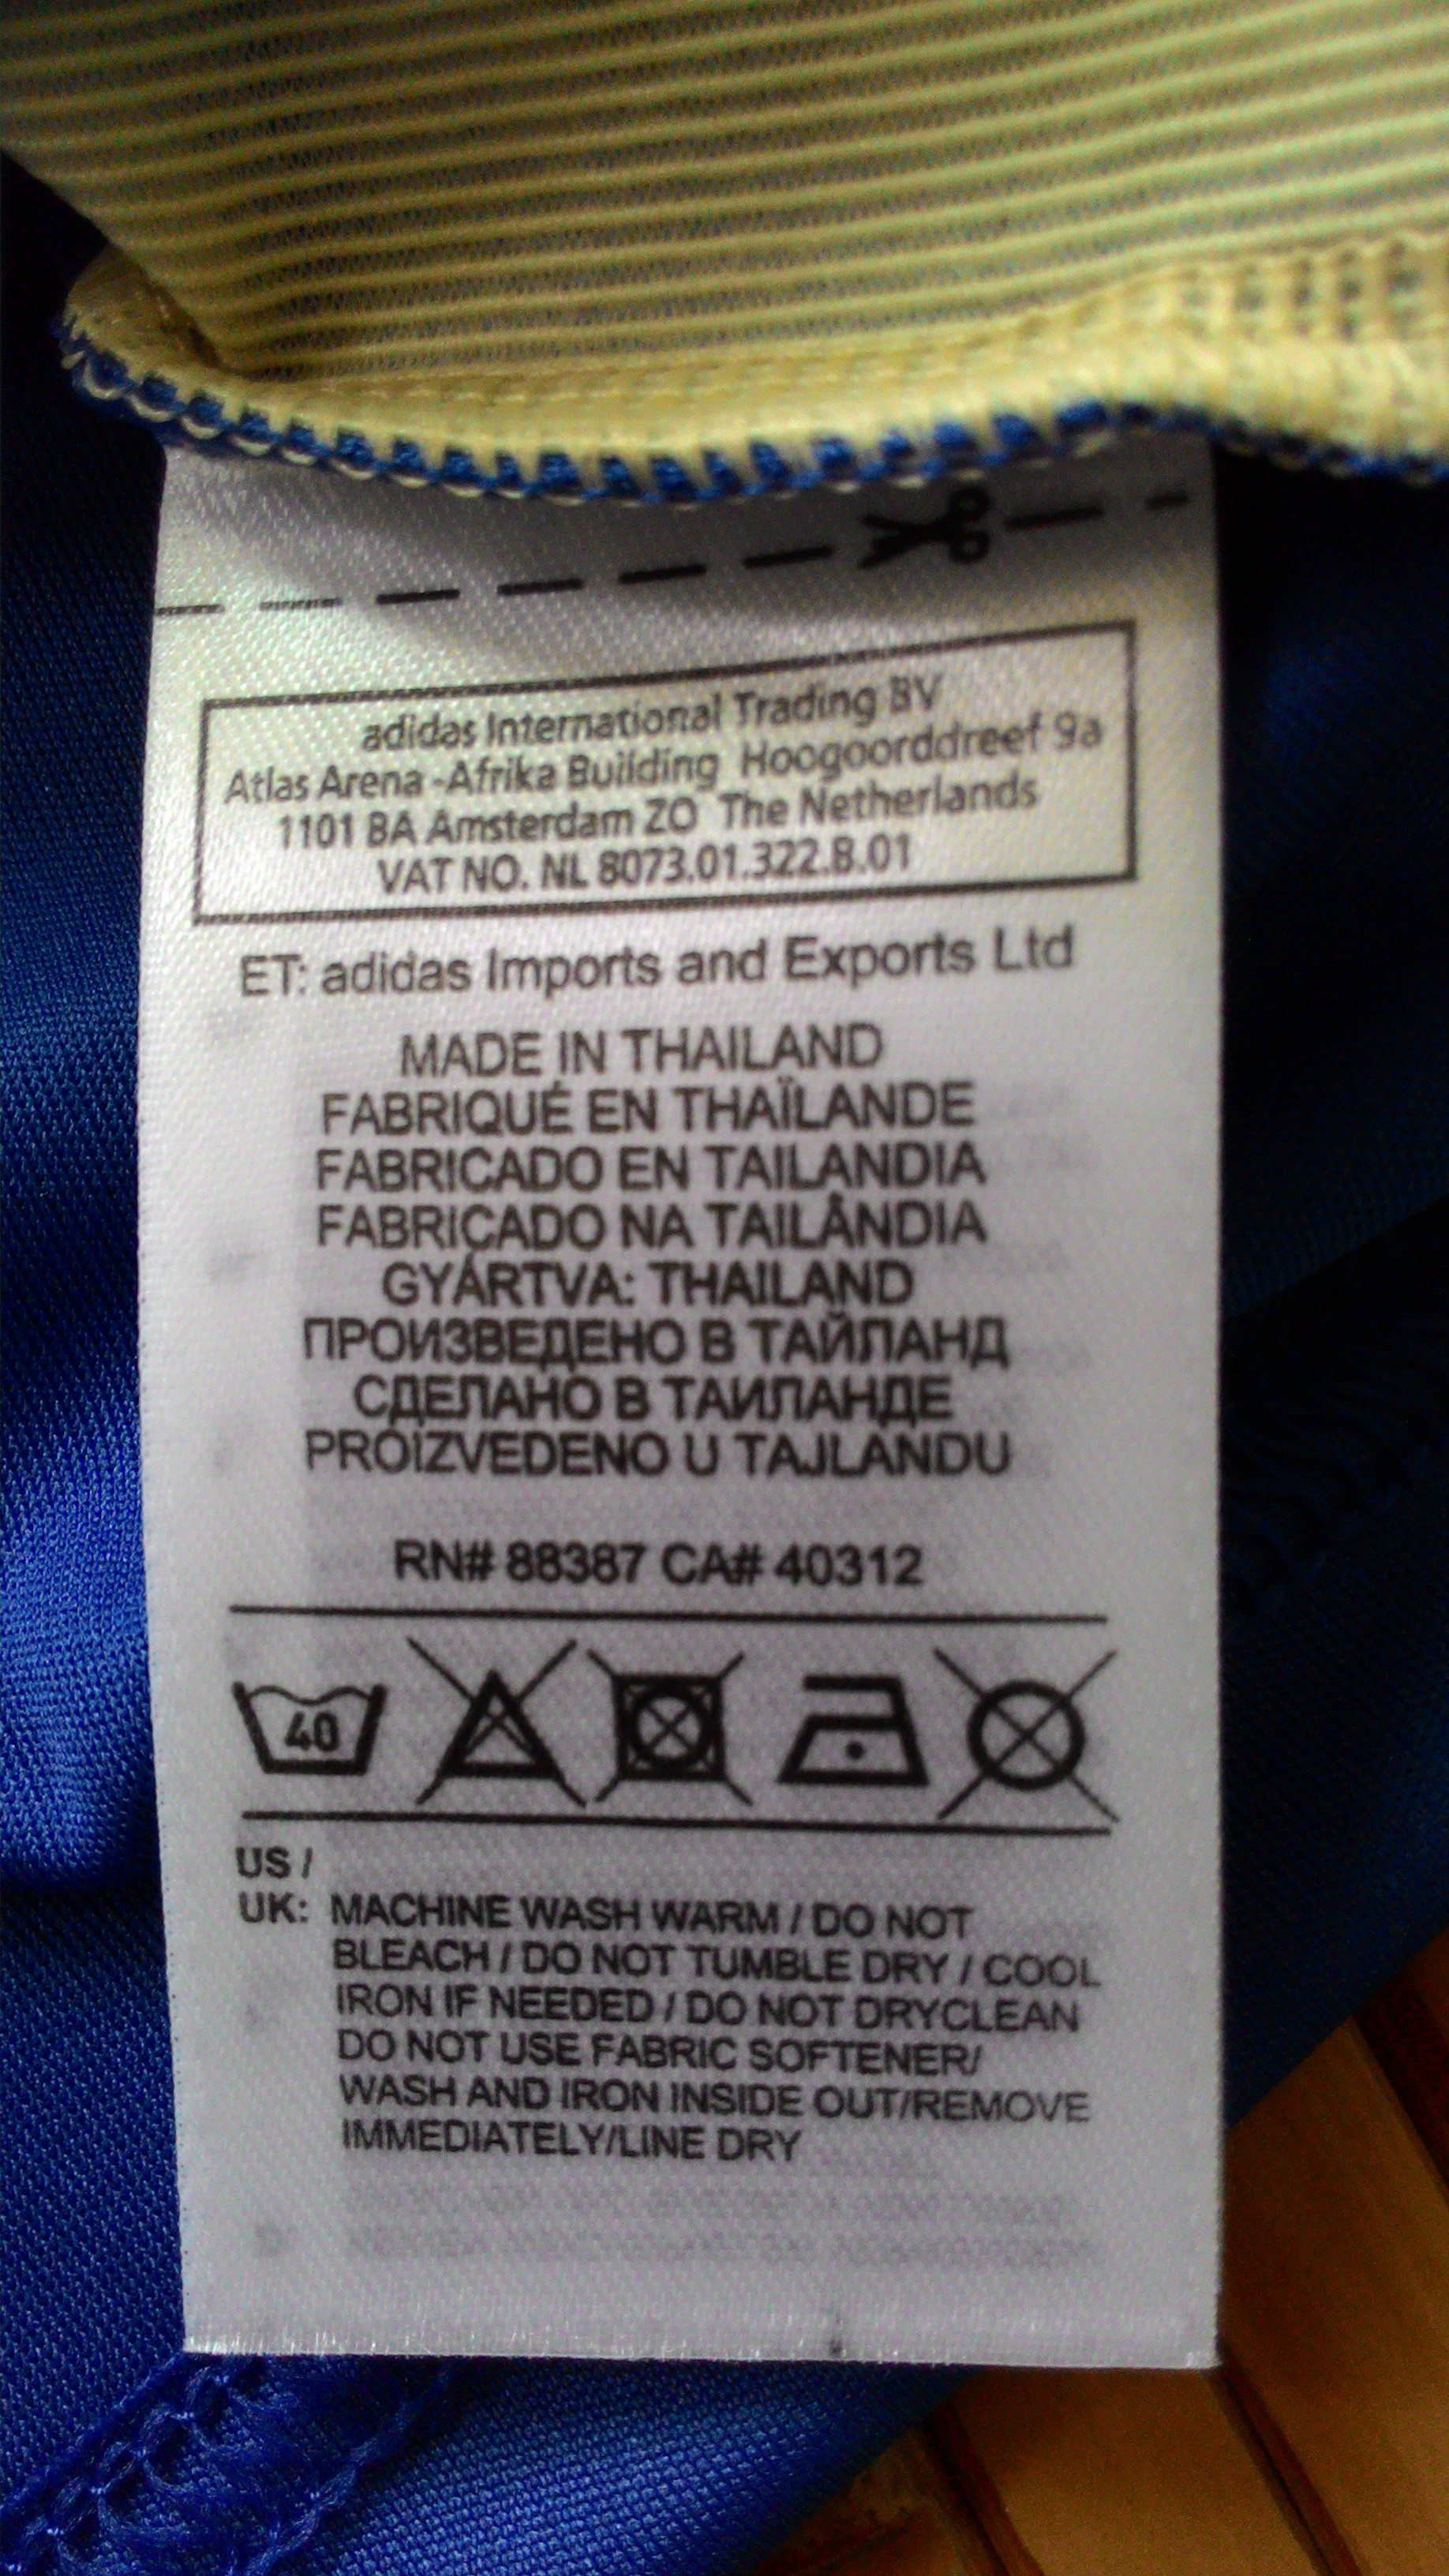 adidas International Trading BV
Atlas Arena -Afrika Building Hoogoorddreef 9a
1101 BA Amsterdam ZO The Netherlands
VAT NO. NL 8073.01.322.B.01
ET: adidas Imports and Exports Ltd
MADE IN THAILAND
FABRIQUÉ EN THAÏLANDE
FABRICADO EN TAILANDIA
FABRICADO NA TAILÂNDIA
GYÁRTVA: THAILAND
ПРОИЗВЕДЕНО В ТАЙЛАНД
СДЕЛАНО В ТАИЛАНДЕ
PROIZVEDENO U TAJLANDU
RN# 88387 CA# 40312
40
US /
UK: MACHINE WASH WARM / DO NOT
BLEACH / DO NOT TUMBLE DRY / COOL
IRON IF NEEDED / DO NOT DRYCLEAN
DO NOT USE FABRIC SOFTENER/
WASH AND IRON INSIDE OUT/REMOVE
IMMEDIATELY/LINE DRY